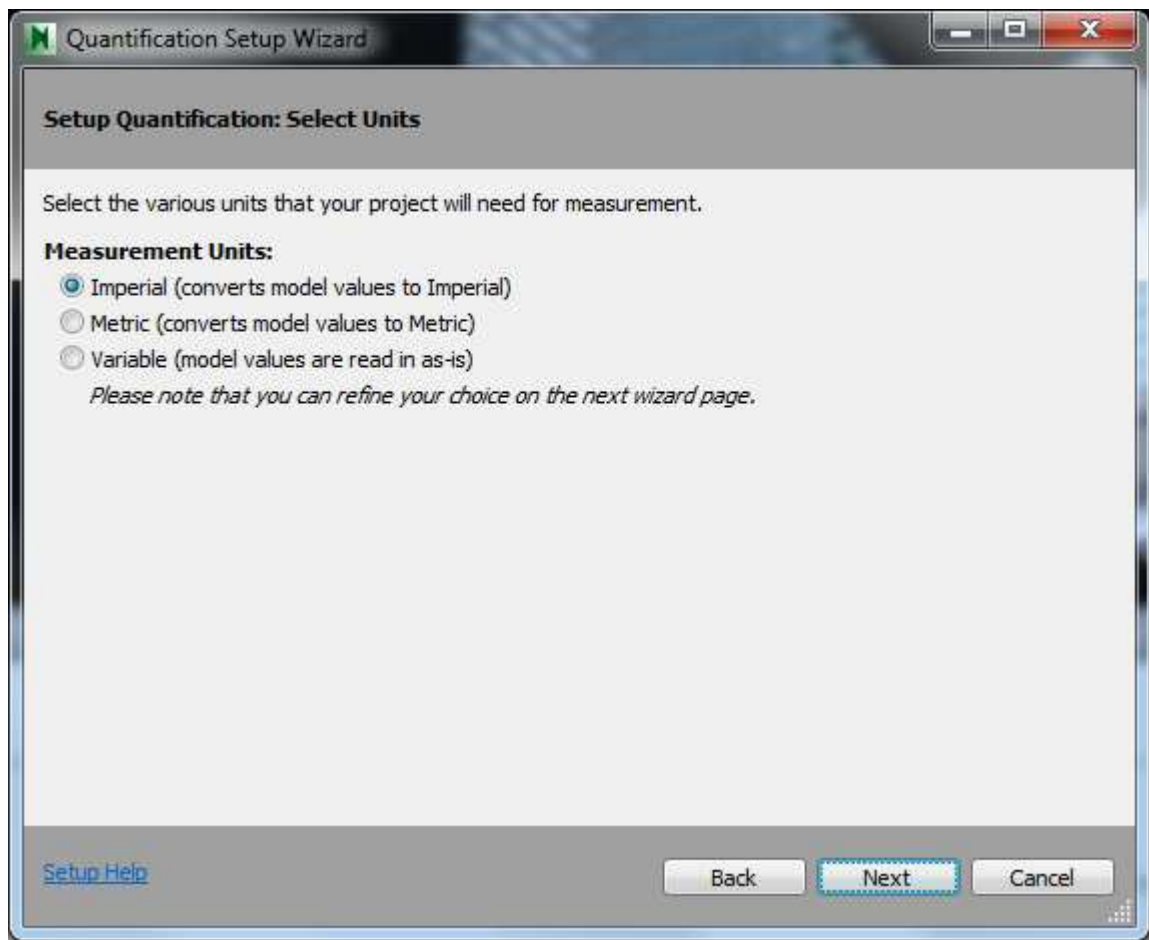 Quantification Setup Wizard
Setup Quantification: Select Units
Select the various units that your project will need for measurement.
Measurement Units:
Imperial (converts model values to Imperial)
Metric (converts model values to Metric)
Variable (model values are read in as-is)
Please note that you can refine your choice on the next wizard page.
Setup Help
Back Next Cancel